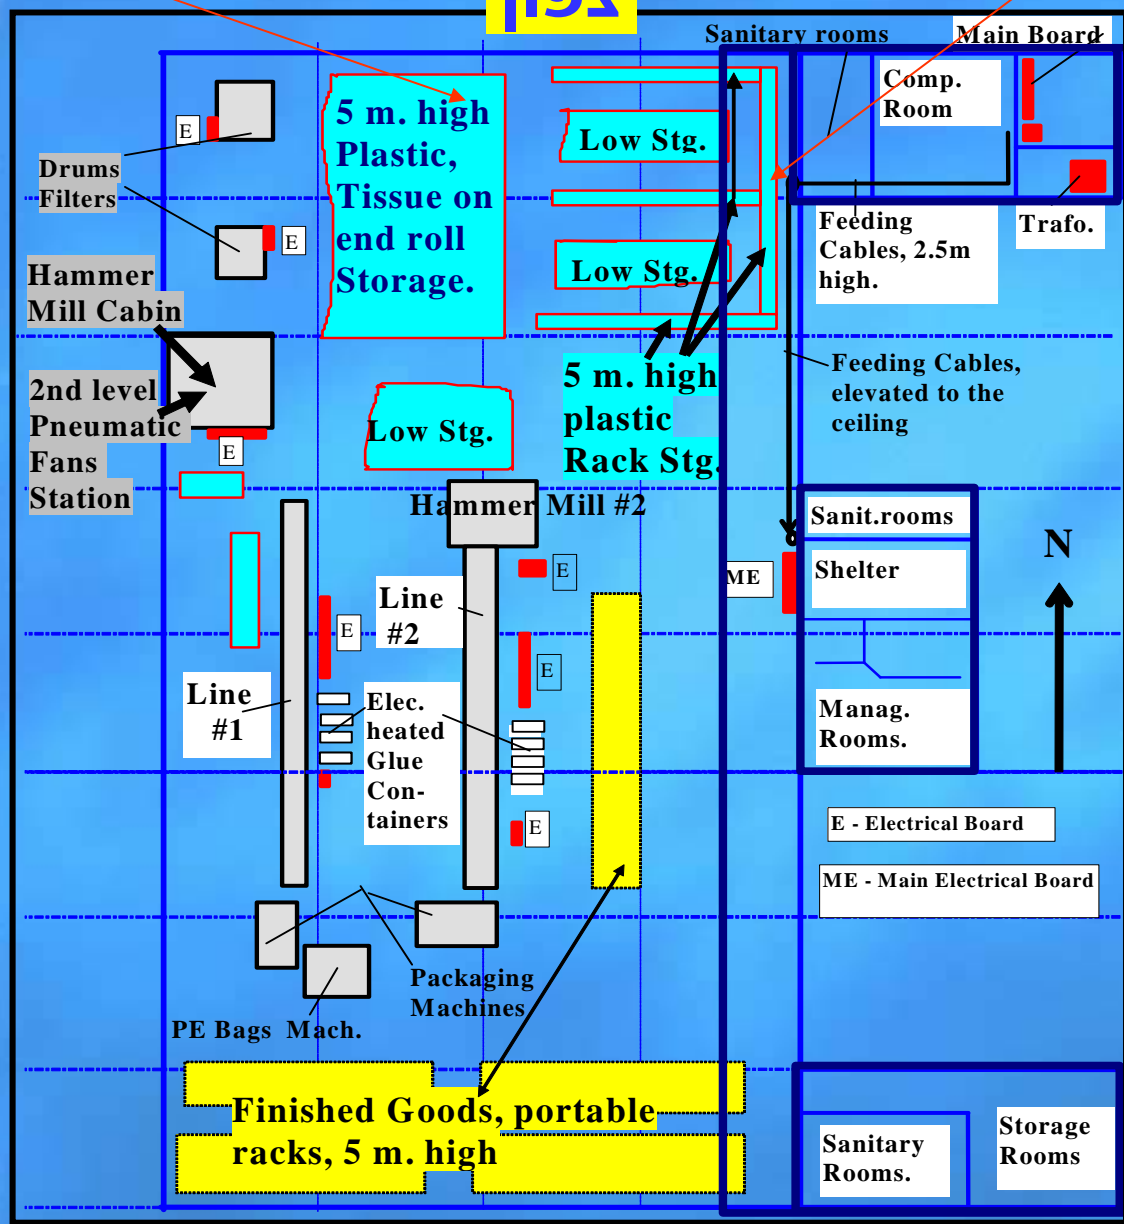 Sanitary rooms
Main Board
Comp.
Room
Trafo.
Feeding
Cables, 2.5m
high.
Feeding Cables,
elevated to the
ceiling
E
Drums
Filters
E
5 m. high
Plastic,
Tissue on
end roll
Storage.
Low Stg.
Low Stg.
Hammer
Mill Cabin
2nd level
Pneumatic
Fans
Station
E
Low Stg.
5 m. high
plastic
Rack Stg.
Hammer Mill #2
Sanit.rooms
Shelter
Manag.
Rooms.
ME
N
E
Line
#2
E
E
Line
#1
Elec.
heated
Glue
Con-
tainers
E
E - Electrical Board
ME - Main Electrical Board
Packaging
Machines
PE Bags Mach.
Finished Goods, portable
racks, 5 m. high
Sanitary
Rooms.
Storage
Rooms